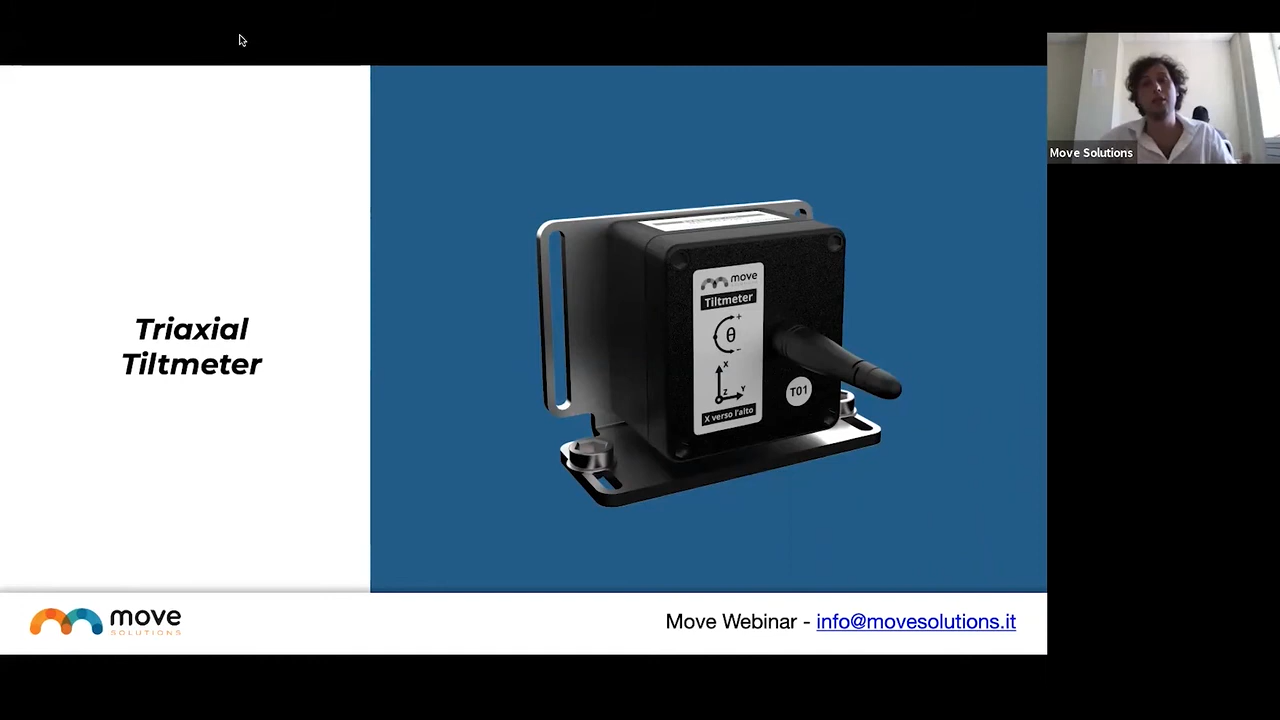 Move Solutions
Triaxial
Tiltmeter
move
Tiltmeter
+
θ
−
X
Z
Y
X verso l'alto
T01
move
SOLUTIONS
Move Webinar - info@movesolutions.it